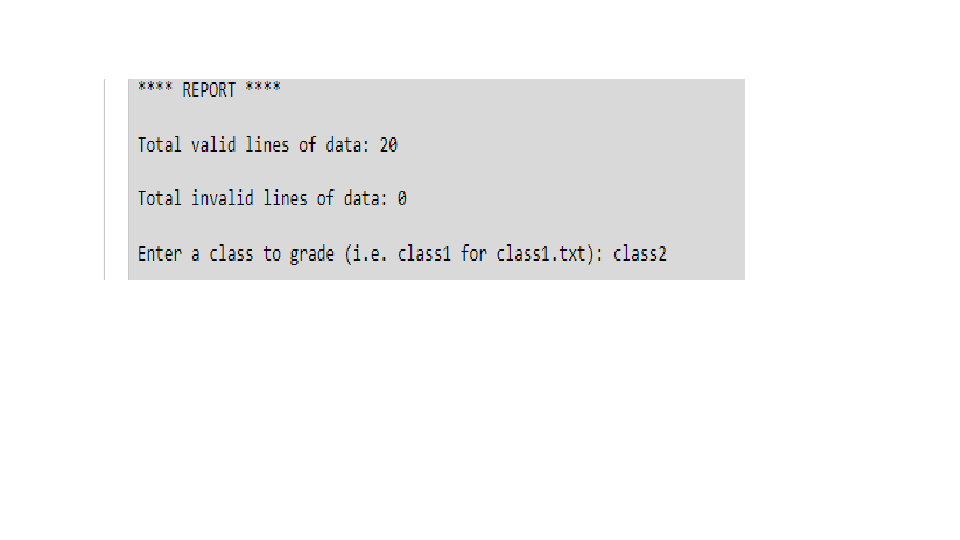 **** REPORT ****
Total valid lines of data: 20
Total invalid lines of data: 0
Enter a class to grade (i.e. class1 for class1.txt): class2